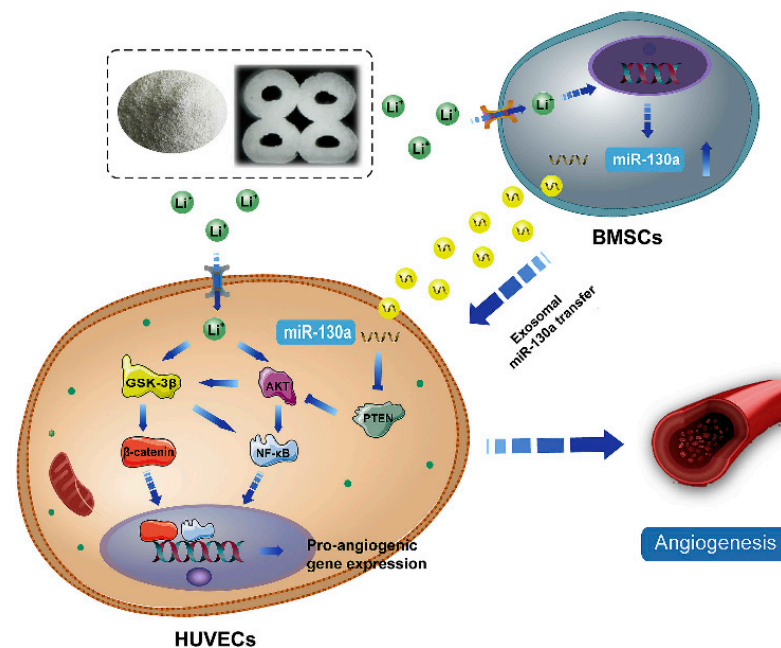 Li⁺
Li⁺
Li⁺
Li⁺
miR-130a
BMSCs
Li⁺
Li⁺
Li⁺
Exosomal
miR-130a transfer
Li⁺
miR-130a
GSK-3β
AKT
PTEN
β-catenin
NF-κB
Pro-angiogenic
gene expression
Angiogenesis
HUVECs